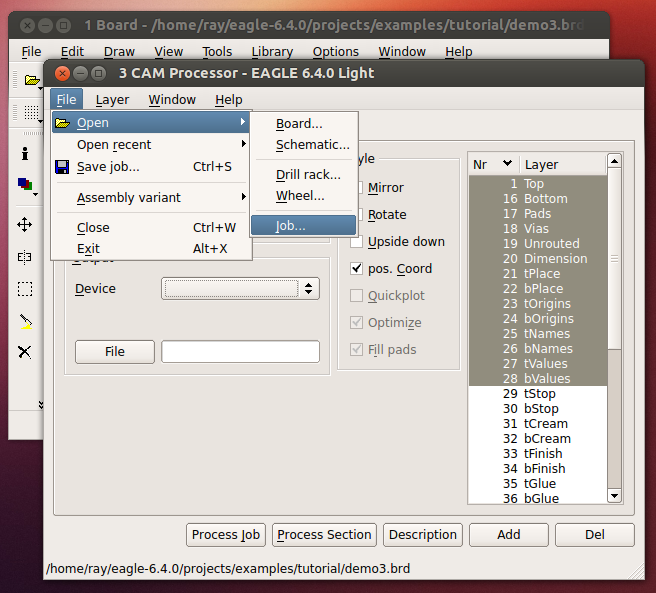 1 Board - /home/ray/eagle-6.4.0/projects/examples/tutorial/demo3.brd
File Edit Draw View Tools Library Options Window Help
3 CAM Processor - EAGLE 6.4.0 Light
File Layer Window Help
Open
Open recent
Save job... Ctrl+S
Assembly variant
Close Ctrl+W
Exit Alt+X
Board...
Schematic...
Drill rack...
Wheel...
Job...
Output
Device
File
Mirror
Rotate
Upside down
pos. Coord
Quickplot
Optimize
Fill pads
Nr Layer
1 Top
16 Bottom
17 Pads
18 Vias
19 Unrouted
20 Dimension
21 tPlace
22 bPlace
23 tOrigins
24 bOrigins
25 tNames
26 bNames
27 tValues
28 bValues
29 tStop
30 bStop
31 tCream
32 bCream
33 tFinish
34 bFinish
35 tGlue
36 bGlue
Process Job Process Section Description Add Del
/home/ray/eagle-6.4.0/projects/examples/tutorial/demo3.brd